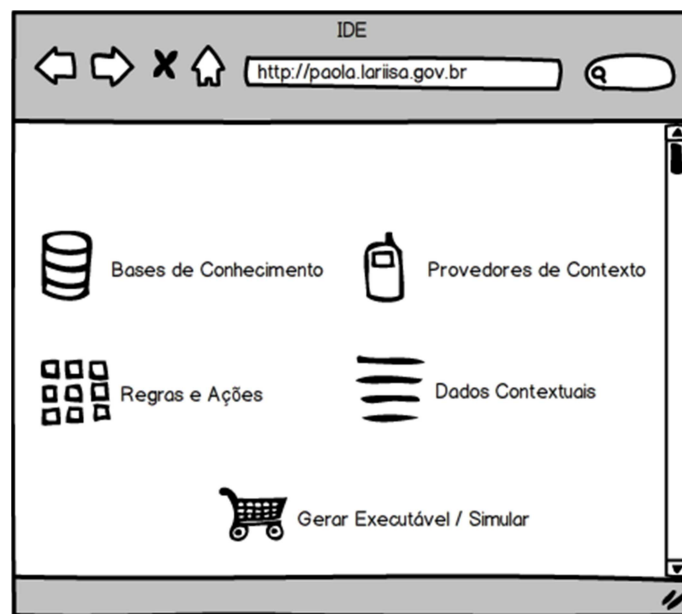 IDE
http://paola.lariisa.gov.br
Bases de Conhecimento
Provedores de Contexto
Regras e Ações
Dados Contextuais
Gerar Executável / Simular